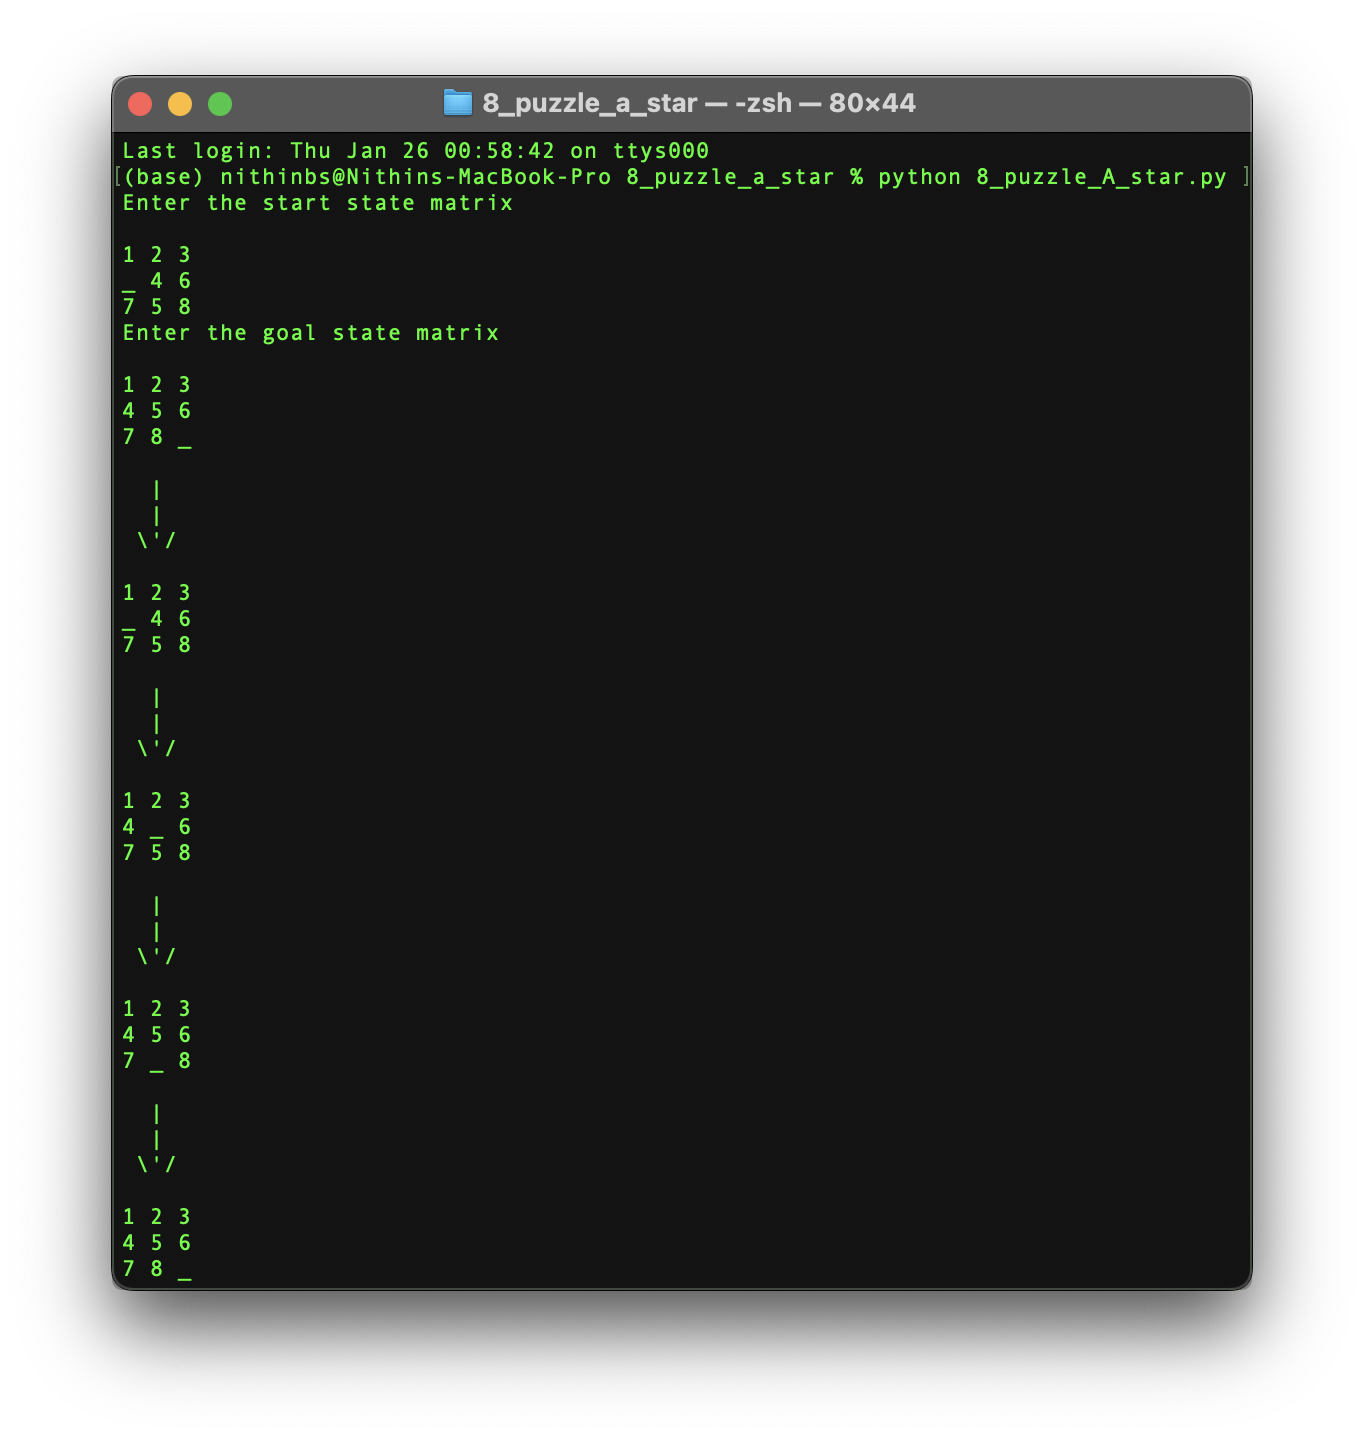 8_puzzle_a_star — -zsh — 80×44
Last login: Thu Jan 26 00:58:42 on ttys000
[(base) nithinbs@Nithins-MacBook-Pro 8_puzzle_a_star % python 8_puzzle_A_star.py ]
Enter the start state matrix

1 2 3
_ 4 6
7 5 8
Enter the goal state matrix

1 2 3
4 5 6
7 8 _

  |
  |
 \'/

1 2 3
_ 4 6
7 5 8

  |
  |
 \'/

1 2 3
4 _ 6
7 5 8

  |
  |
 \'/

1 2 3
4 5 6
7 _ 8

  |
  |
 \'/

1 2 3
4 5 6
7 8 _